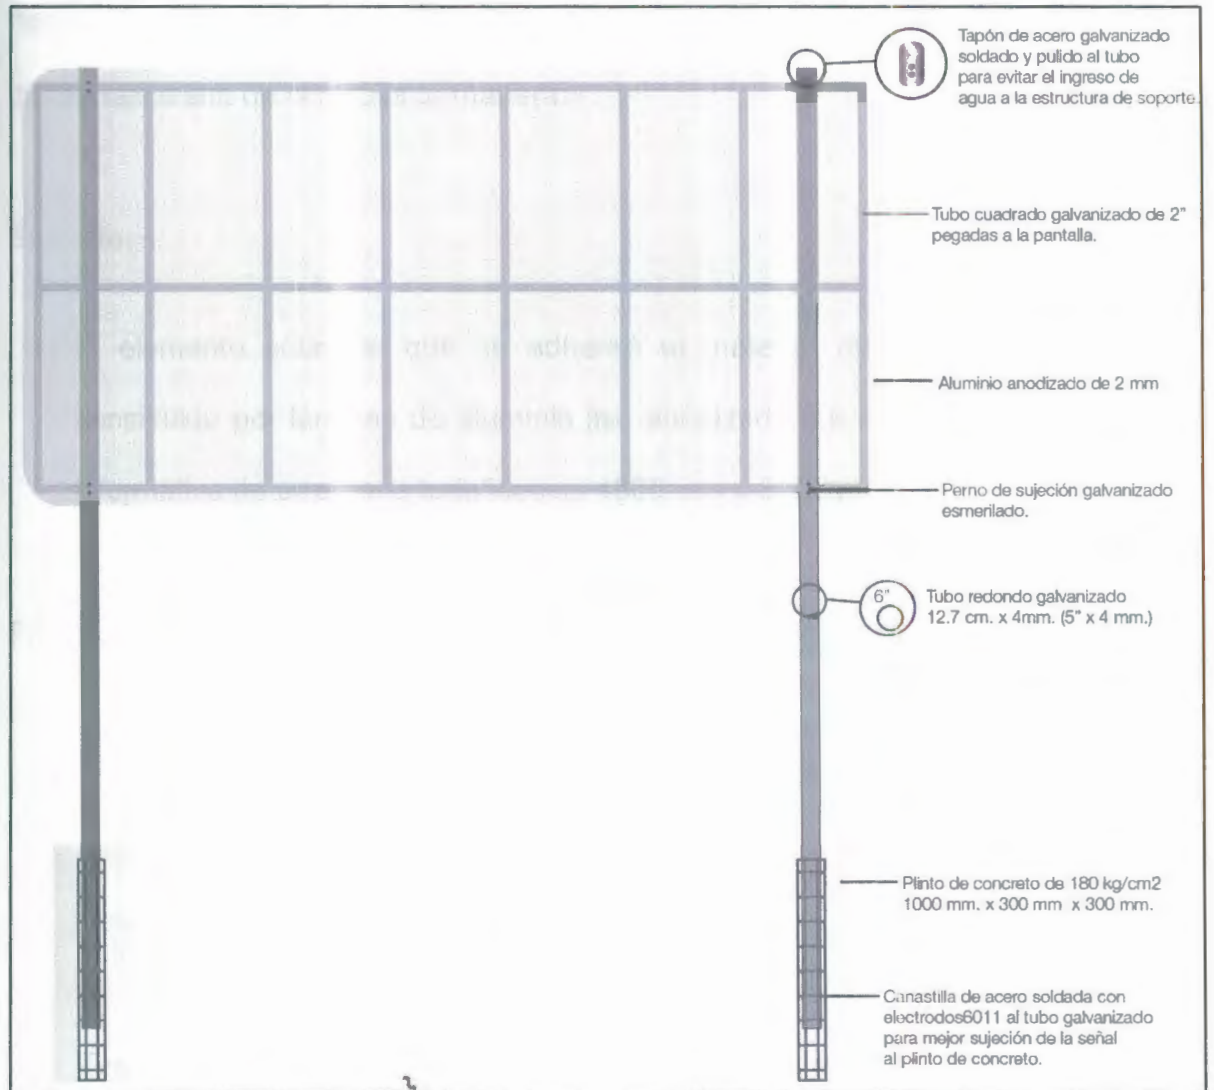 Tapón de acero galvanizado
soldado y pulido al tubo
para evitar el ingreso de
agua a la estructura de soporte.
Tubo cuadrado galvanizado de 2"
pegadas a la pantalla.
Aluminio anodizado de 2 mm
Perno de sujeción galvanizado
esmerilado.
6"
Tubo redondo galvanizado
12.7 cm. x 4mm. (5" x 4 mm.)
Plinto de concreto de 180 kg/cm2
1000 mm. x 300 mm x 300 mm.
Canastilla de acero soldada con
electrodos6011 al tubo galvanizado
para mejor sujeción de la señal
al plinto de concreto.